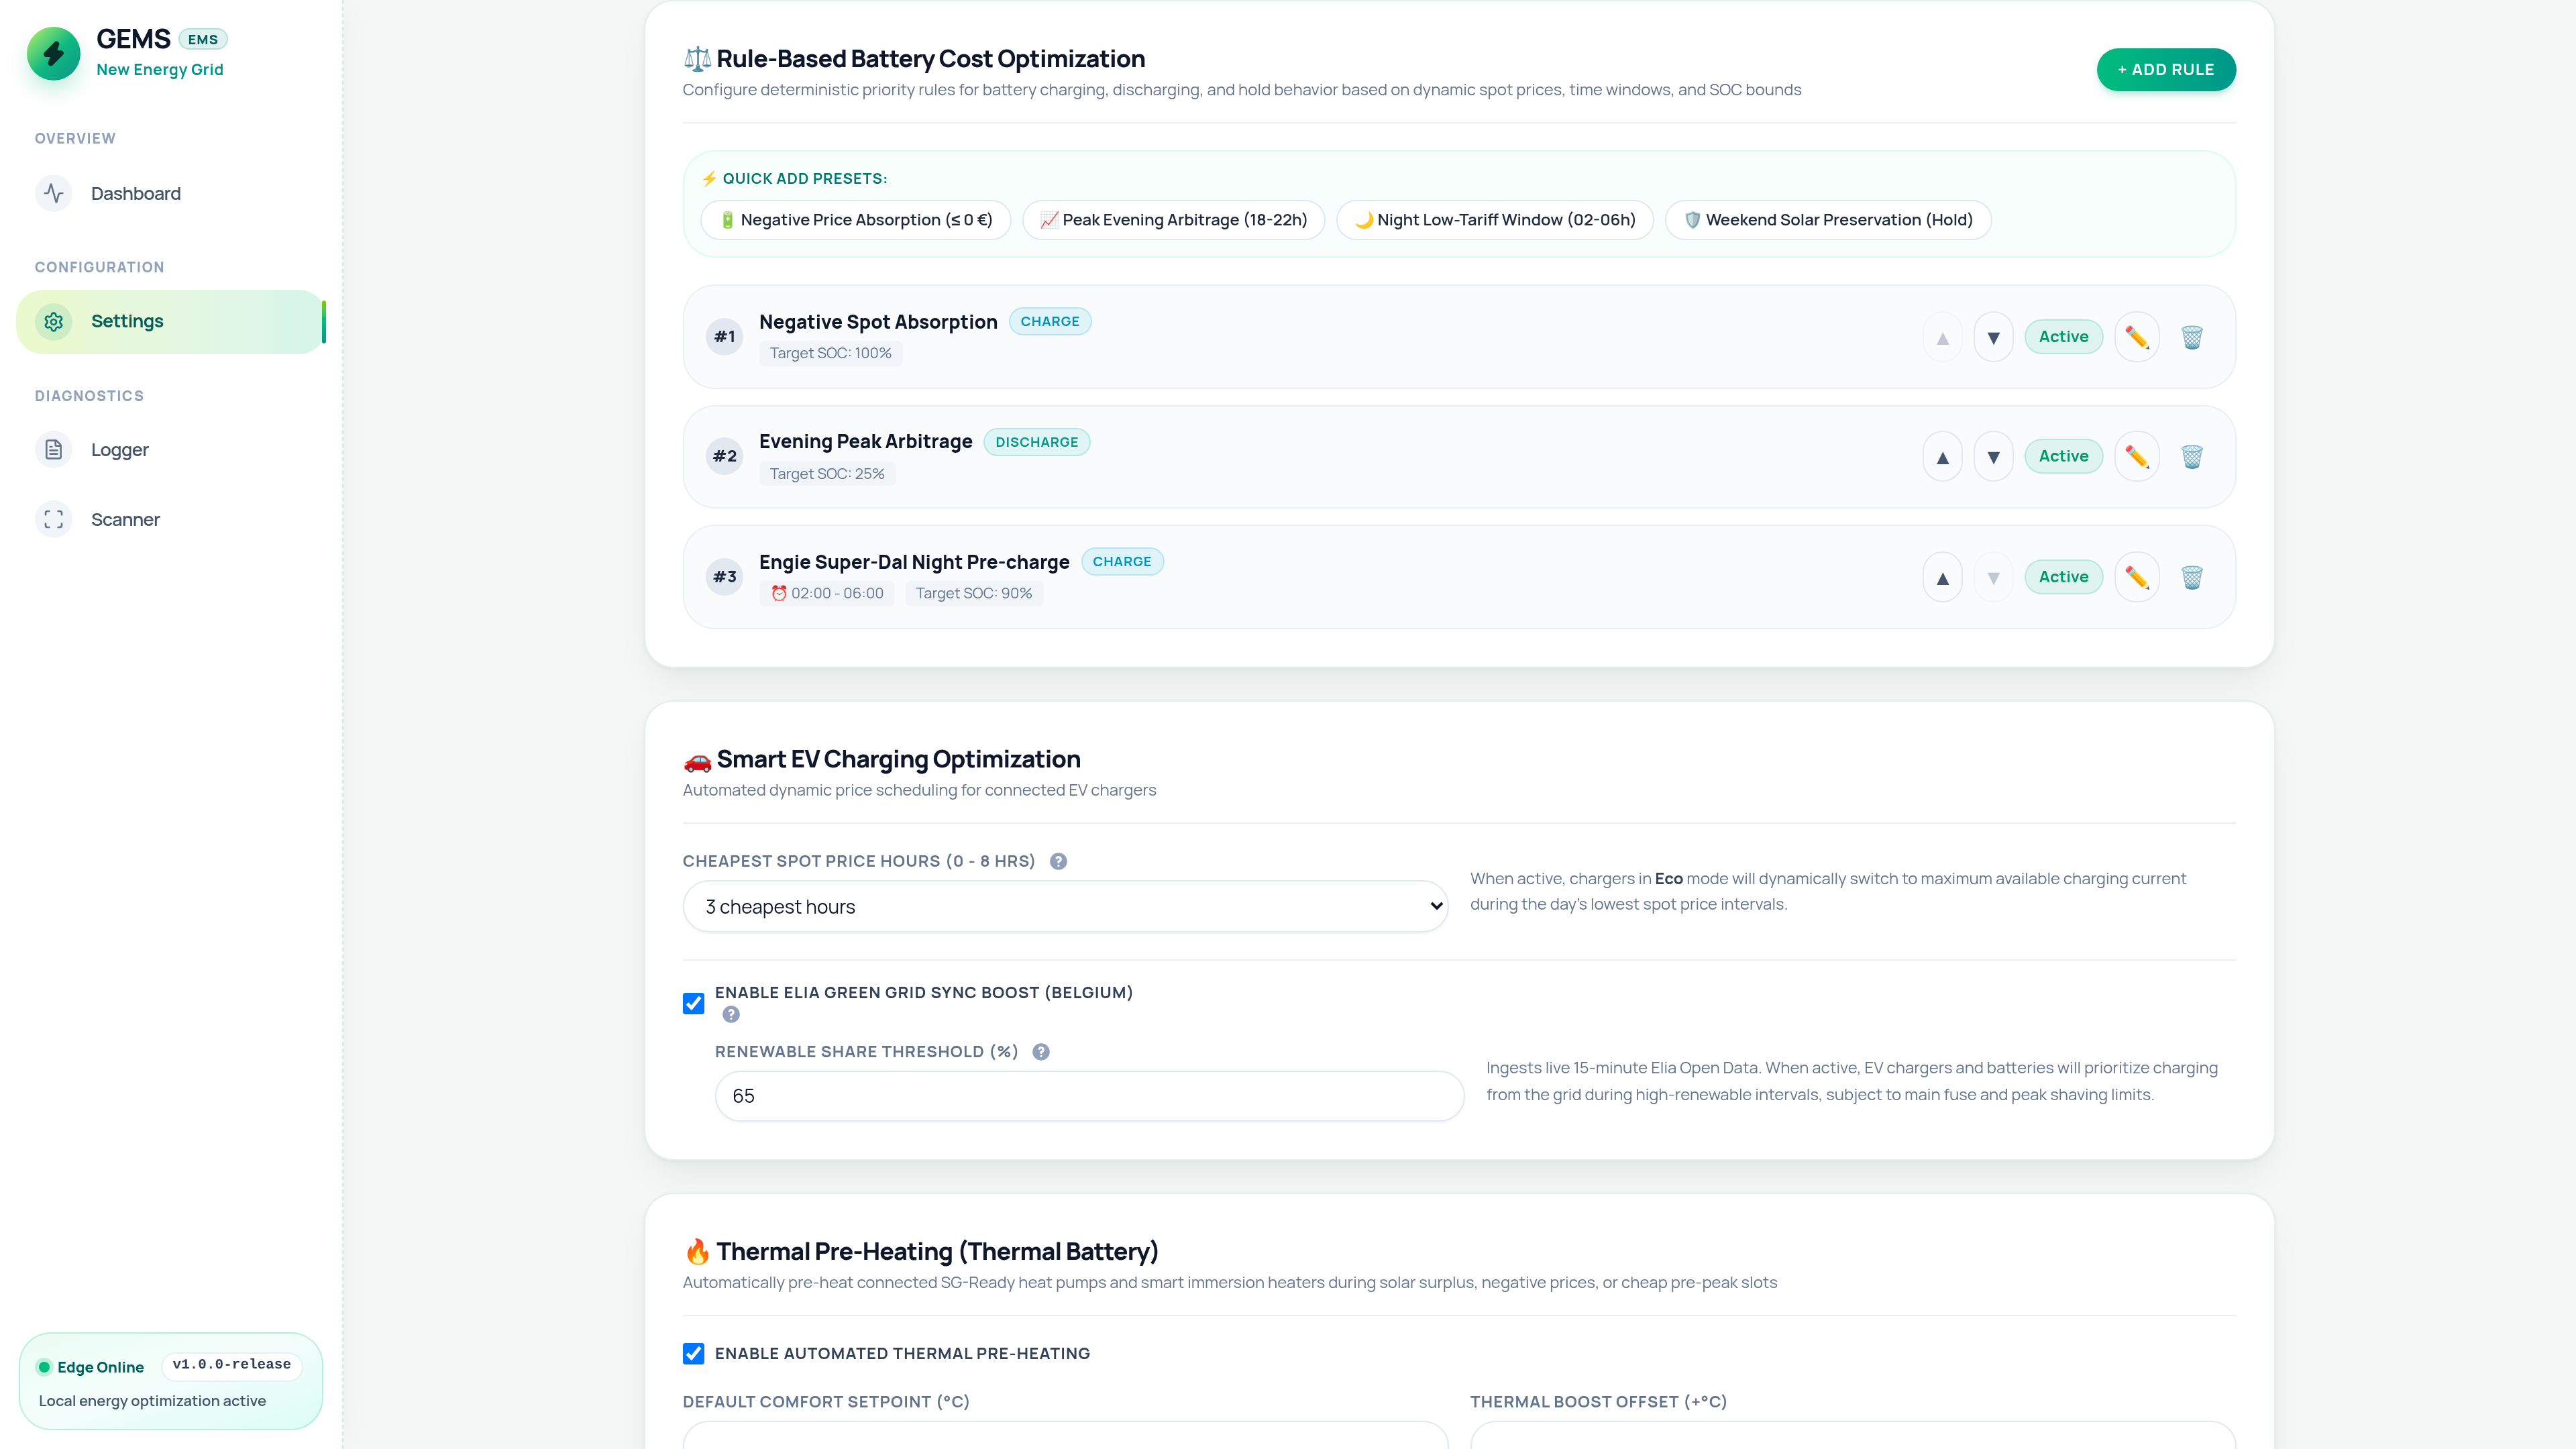 GEMS EMS
New Energy Grid
OVERVIEW
Dashboard
CONFIGURATION
Settings
DIAGNOSTICS
Logger
Scanner
Edge Online v1.0.0-release
Local energy optimization active
⚖️ Rule-Based Battery Cost Optimization
Configure deterministic priority rules for battery charging, discharging, and hold behavior based on dynamic spot prices, time windows, and SOC bounds
+ ADD RULE
⚡ QUICK ADD PRESETS:
🔋 Negative Price Absorption (≤ 0 €)
📈 Peak Evening Arbitrage (18-22h)
🌙 Night Low-Tariff Window (02-06h)
🛡️ Weekend Solar Preservation (Hold)
#1 Negative Spot Absorption CHARGE
Target SOC: 100%
▲ ▼ Active ✏️ 🗑️
#2 Evening Peak Arbitrage DISCHARGE
Target SOC: 25%
▲ ▼ Active ✏️ 🗑️
#3 Engie Super-Dal Night Pre-charge CHARGE
⏰ 02:00 - 06:00 Target SOC: 90%
▲ ▼ Active ✏️ 🗑️
🚗 Smart EV Charging Optimization
Automated dynamic price scheduling for connected EV chargers
CHEAPEST SPOT PRICE HOURS (0 - 8 HRS) ?
3 cheapest hours
When active, chargers in Eco mode will dynamically switch to maximum available charging current
during the day's lowest spot price intervals.
ENABLE ELIA GREEN GRID SYNC BOOST (BELGIUM)
?
RENEWABLE SHARE THRESHOLD (%) ?
65
Ingests live 15-minute Elia Open Data. When active, EV chargers and batteries will prioritize charging
from the grid during high-renewable intervals, subject to main fuse and peak shaving limits.
🔥 Thermal Pre-Heating (Thermal Battery)
Automatically pre-heat connected SG-Ready heat pumps and smart immersion heaters during solar surplus, negative prices, or cheap pre-peak slots
ENABLE AUTOMATED THERMAL PRE-HEATING
DEFAULT COMFORT SETPOINT (°C)
THERMAL BOOST OFFSET (+°C)